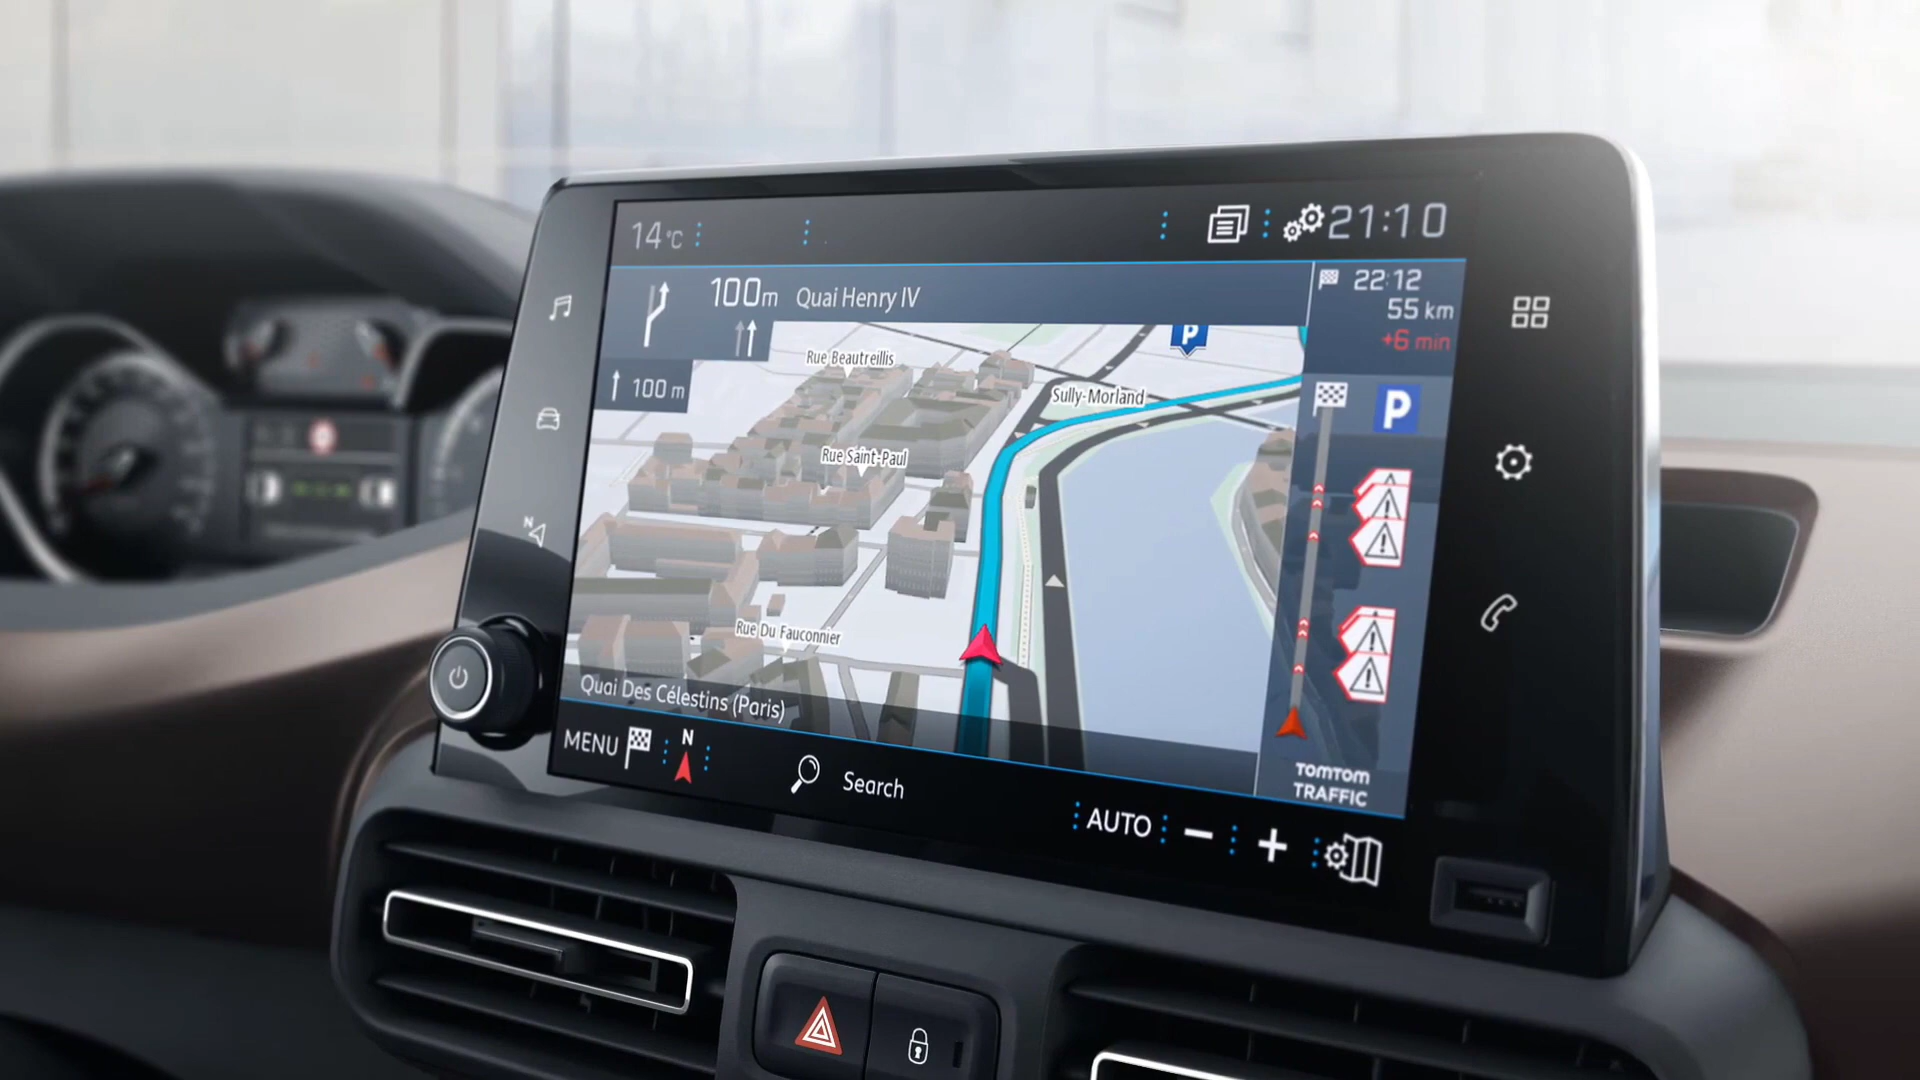 14°C
21:10
100m Quai Henry IV
22:12
55 km
+6 min
100 m
P
Rue Beautreillis
Sully-Morland
P
Rue Saint-Paul
N
Rue Du Fauconnier
Quai Des Célestins (Paris)
MENU
N
Search
TOMTOM
TRAFFIC
AUTO